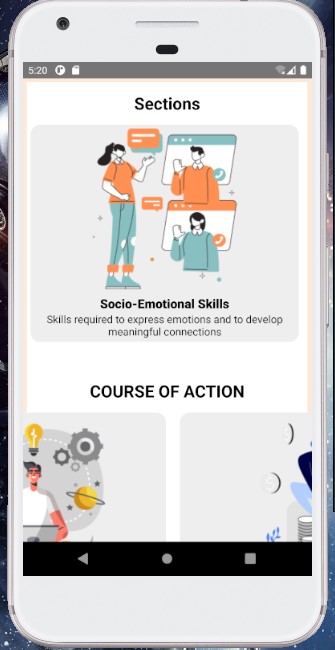 5:20
Sections
Socio-Emotional Skills
Skills required to express emotions and to develop
meaningful connections
COURSE OF ACTION